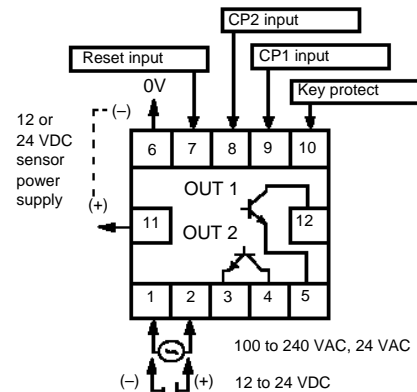 CP2 input
CP1 input
Reset input
Key protect
0V
12 or
24 VDC
sensor
power
supply
(–)
(+)
6 7 8 9 10
OUT 1
11
12
OUT 2
1 2 3 4 5
100 to 240 VAC, 24 VAC
(–) (+) 12 to 24 VDC